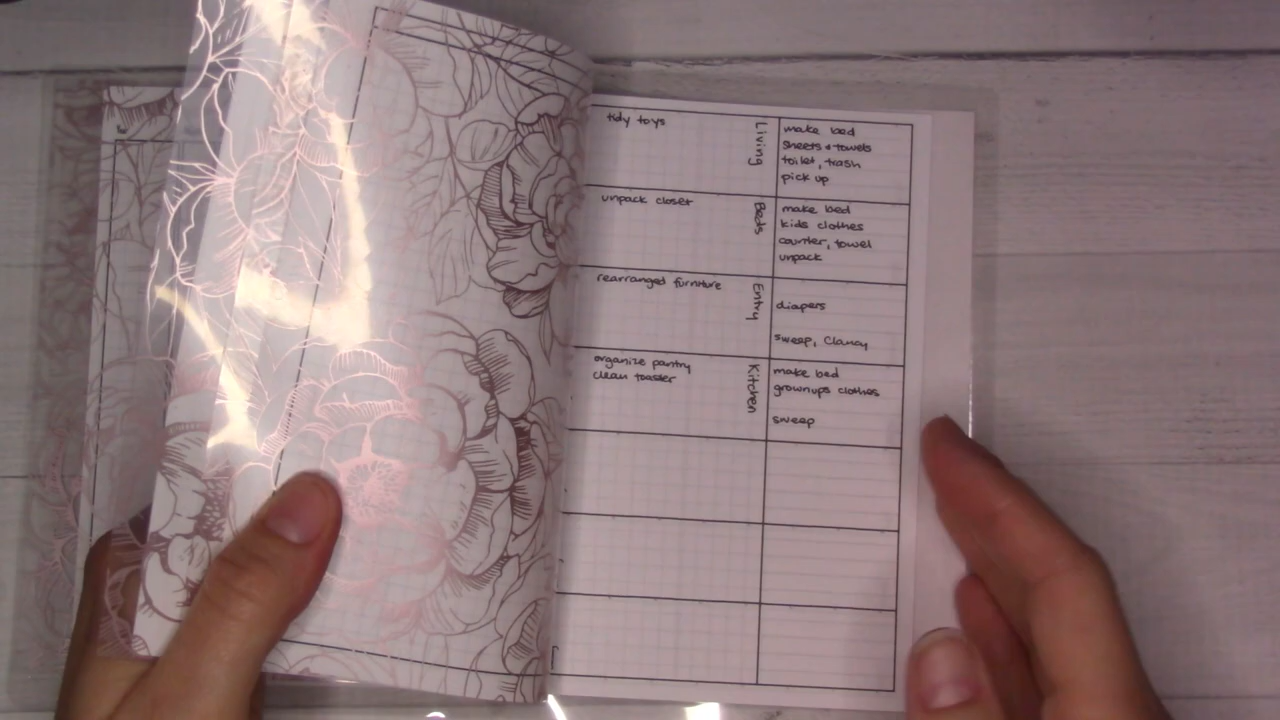 tidy toys
Living
make bed
sheets + towels
toilet, trash
pick up
unpack closet
Beds
make bed
kids clothes
counter, towel
unpack
rearranged furniture
Entry
diapers
sweep, Clancy
organize pantry
clean toaster
Kitchen
make bed
grownups clothes
sweep